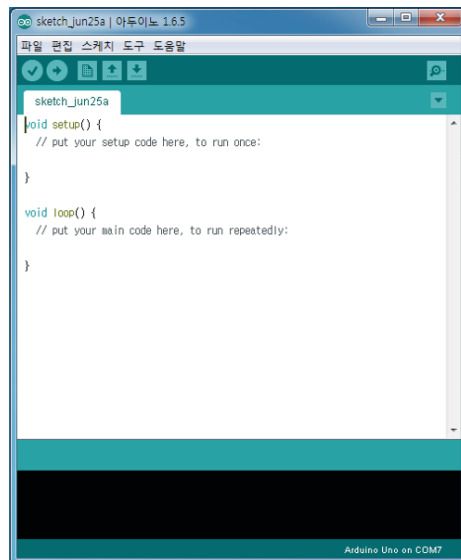 sketch_jun25a | 아두이노 1.6.5
파일 편집 스케치 도구 도움말
sketch_jun25a
void setup() {
// put your setup code here, to run once:
}
void loop() {
// put your main code here, to run repeatedly:
}
Arduino Uno on COM7